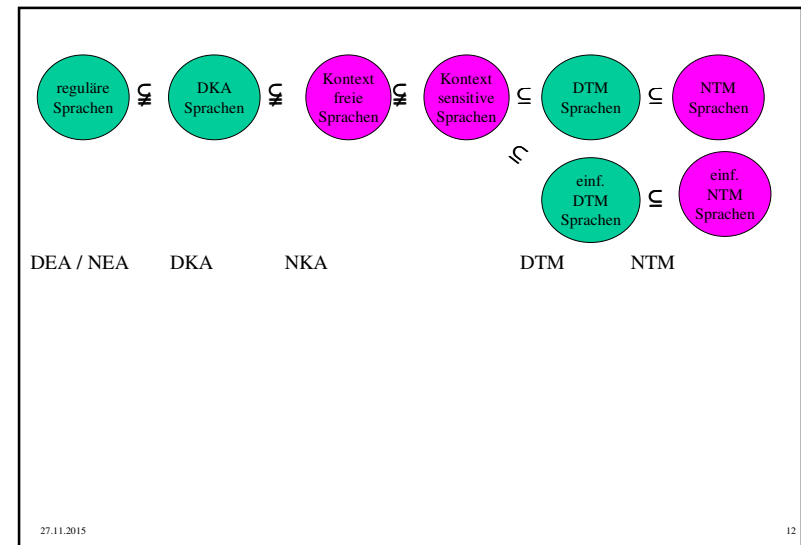 reguläre
Sprachen
⊊
DKA
Sprachen
⊊
Kontext
freie
Sprachen
⊊
Kontext
sensitive
Sprachen
⊆
DTM
Sprachen
⊆
NTM
Sprachen
⊆
einf.
DTM
Sprachen
⊆
einf.
NTM
Sprachen
DEA / NEA DKA NKA DTM NTM
27.11.2015 12